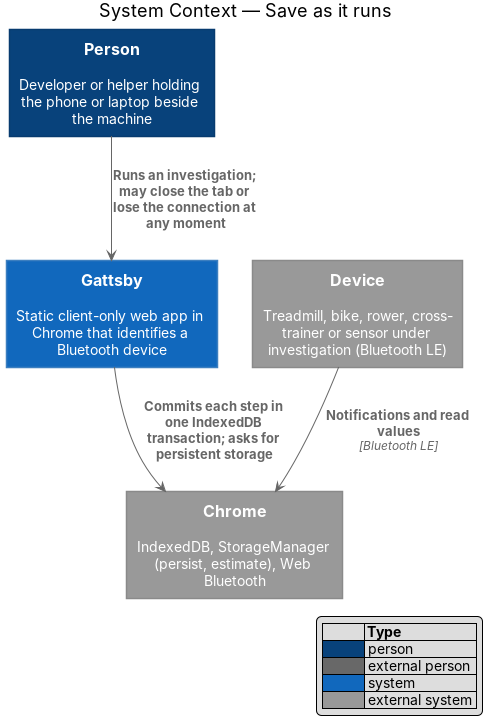 System Context — Save as it runs
Person
Developer or helper holding
the phone or laptop beside
the machine
Runs an investigation;
may close the tab or
lose the connection at
any moment
Gattsby
Static client-only web app in
Chrome that identifies a
Bluetooth device
Device
Treadmill, bike, rower, cross-
trainer or sensor under
investigation (Bluetooth LE)
Commits each step in
one IndexedDB
transaction; asks for
persistent storage
Notifications and read
values
[Bluetooth LE]
Chrome
IndexedDB, StorageManager
(persist, estimate), Web
Bluetooth
Type
person
external person
system
external system